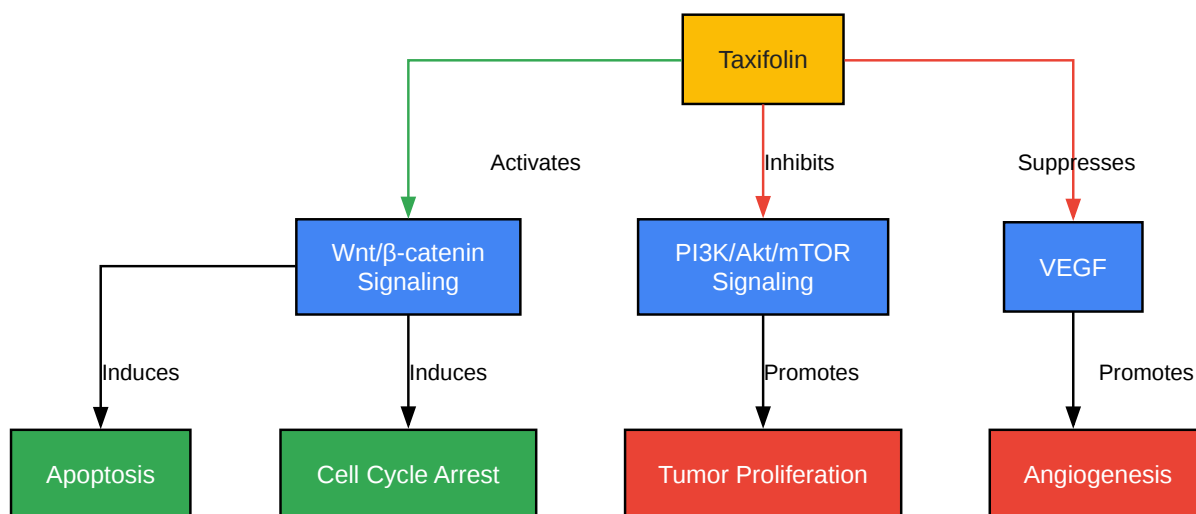 Taxifolin
Activates
Inhibits
Suppresses
Wnt/β-catenin
Signaling
PI3K/Akt/mTOR
Signaling
VEGF
Induces
Induces
Promotes
Promotes
Apoptosis
Cell Cycle Arrest
Tumor Proliferation
Angiogenesis